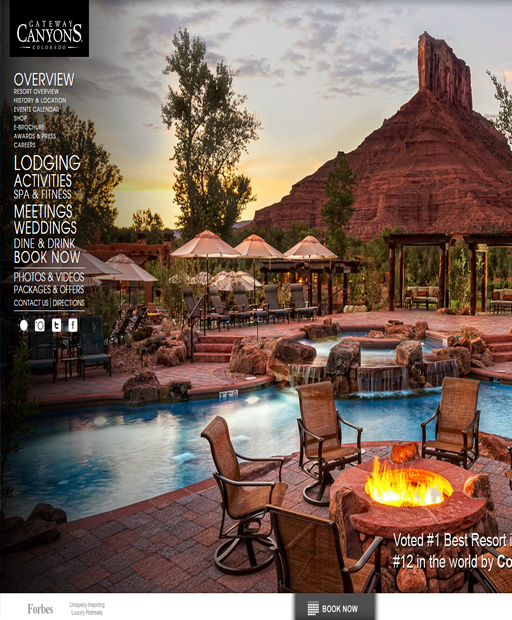 GATEWAY
CANYONS
COLORADO
OVERVIEW
RESORT OVERVIEW
HISTORY & LOCATION
EVENTS CALENDAR
SHOP
E-BROCHURE
AWARDS & PRESS
CAREERS
LODGING
ACTIVITIES
SPA & FITNESS
MEETINGS
WEDDINGS
DINE & DRINK
BOOK NOW
PHOTOS & VIDEOS
PACKAGES & OFFERS
CONTACT US | DIRECTIONS
Voted #1 Best Resort i
#12 in the world by Co
Forbes
Uniquely-Inspiring
Luxury Retreats
BOOK NOW